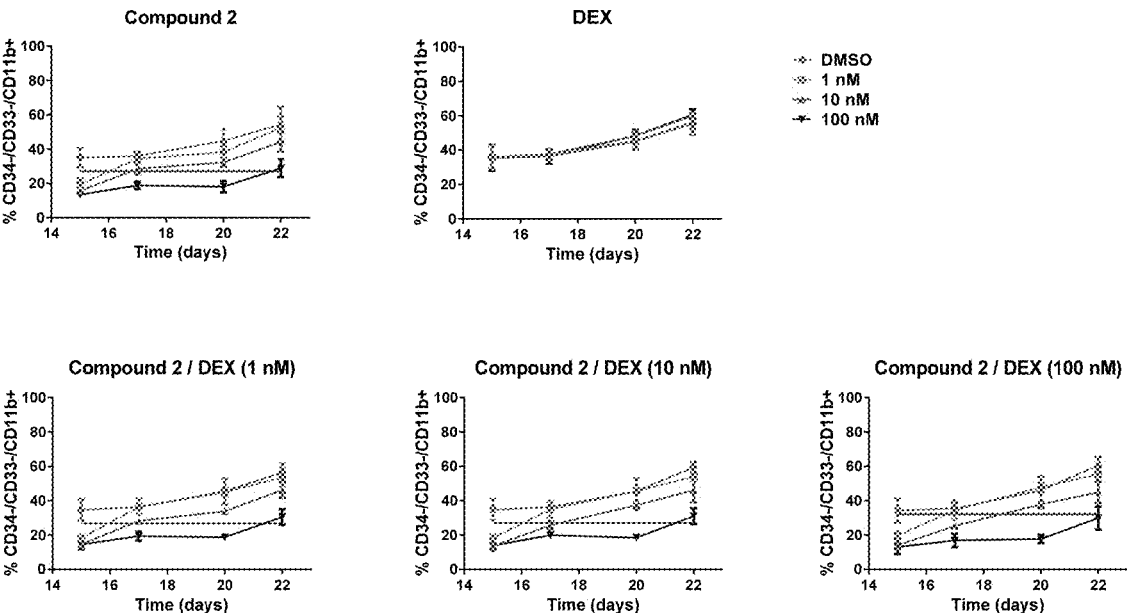 Compound 2
% CD34-/CD33-/CD11b+
100
80
60
40
20
0
14 16 18 20 22
Time (days)
DEX
% CD34-/CD33-/CD11b+
100
80
60
40
20
0
14 16 18 20 22
Time (days)
DMSO
1 nM
10 nM
100 nM
Compound 2 / DEX (1 nM)
% CD34-/CD33-/CD11b+
100
80
60
40
20
0
14 16 18 20 22
Time (days)
Compound 2 / DEX (10 nM)
% CD34-/CD33-/CD11b+
100
80
60
40
20
0
14 16 18 20 22
Time (days)
Compound 2 / DEX (100 nM)
% CD34-/CD33-/CD11b+
100
80
60
40
20
0
14 16 18 20 22
Time (days)